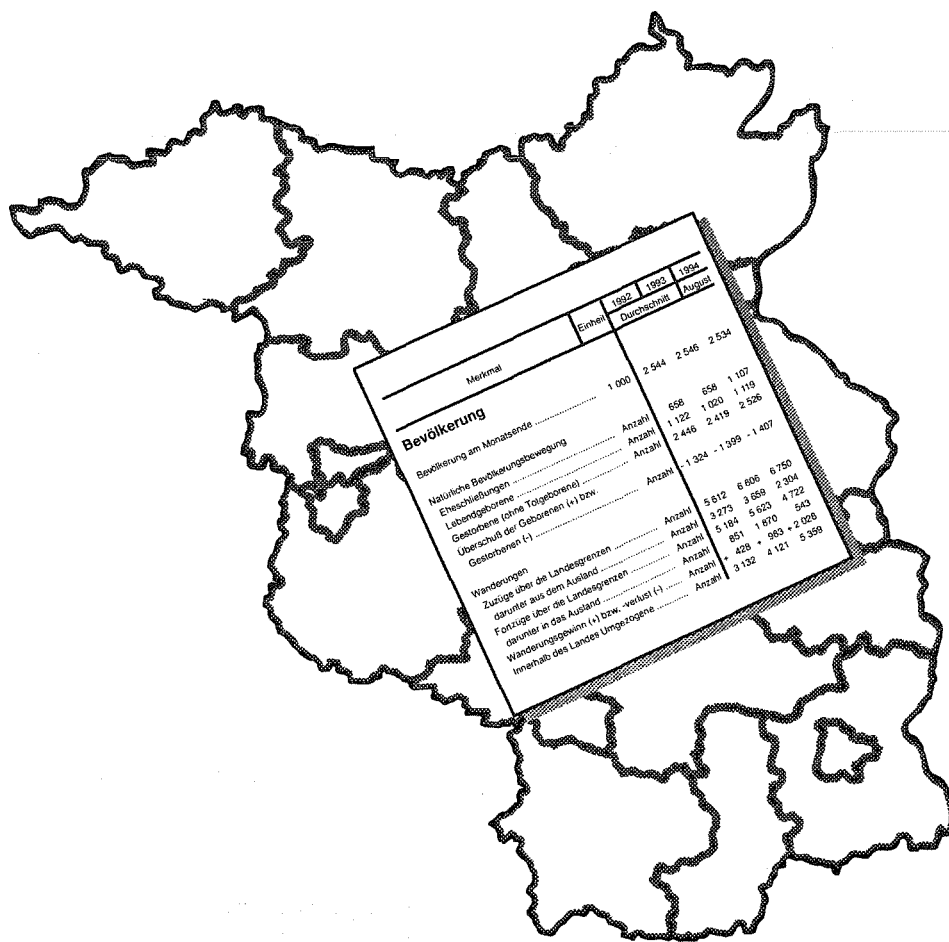 Merkmal Einheit 1992 1993 1994
Durchschnitt August
Bevölkerung
Bevölkerung am Monatsende ........ 1 000 2 544 2 546 2 534
Natürliche Bevölkerungsbewegung
Eheschließungen ........ Anzahl 658 658 1 107
Lebendgeborene ........ Anzahl 1 122 1 020 1 119
Gestorbene (ohne Totgeborene) ........ Anzahl 2 446 2 419 2 526
Überschuß der Geborenen (+) bzw.
Gestorbenen (-) ........ Anzahl - 1 324 - 1 399 - 1 407
Wanderungen
Zuzüge über die Landesgrenzen ........ Anzahl 5 612 6 606 6 750
darunter aus dem Ausland ........ Anzahl 3 273 3 659 2 304
Fortzüge über die Landesgrenzen ........ Anzahl 5 184 5 623 4 722
darunter in das Ausland ........ Anzahl 851 1 870 543
Wanderungsgewinn (+) bzw. -verlust (-) .... Anzahl + 428 + 983 + 2 028
Innerhalb des Landes Umgezogene ........ Anzahl 3 132 4 121 5 359